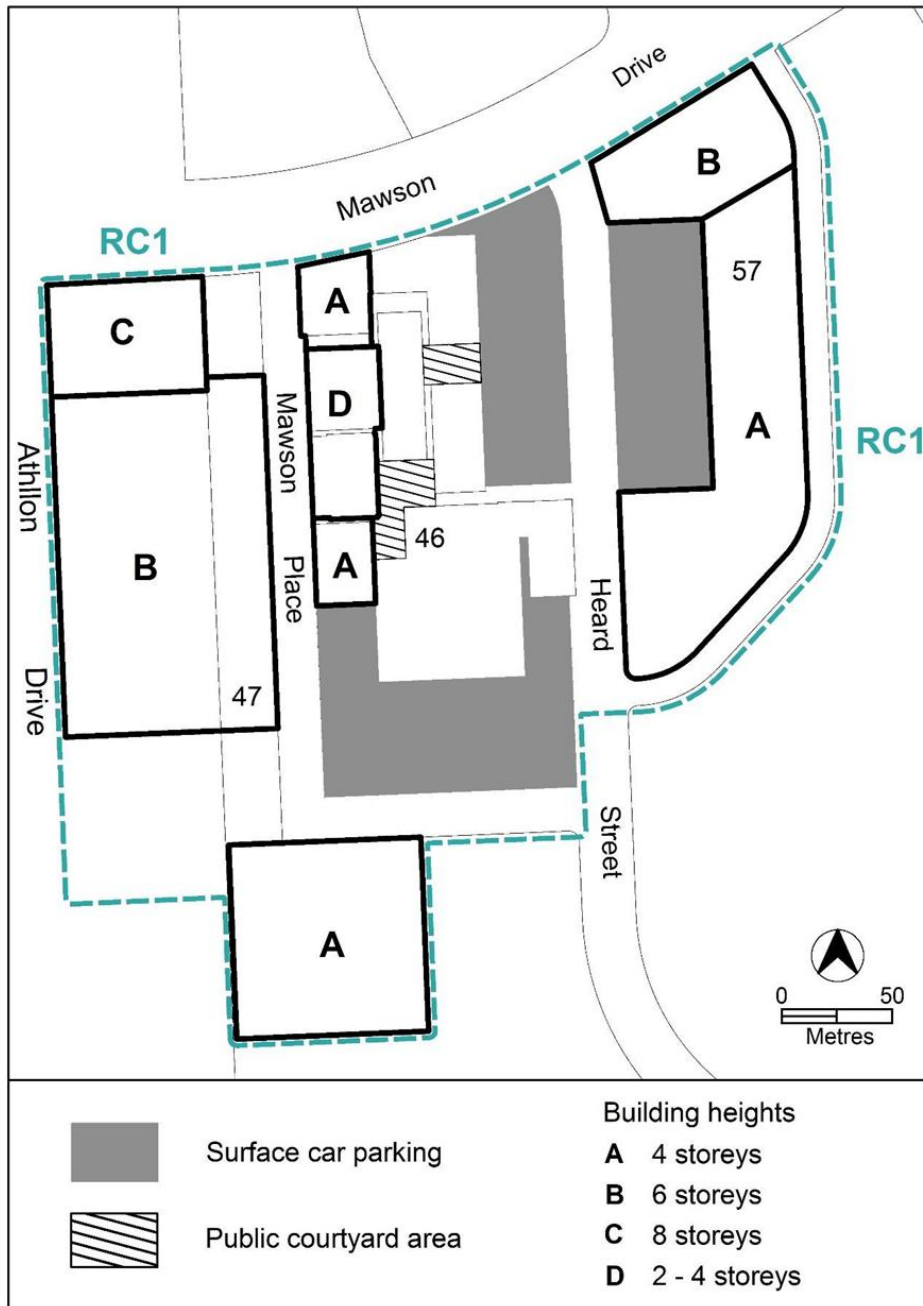 Drive
Mawson
B
RC1
57
A
C
A
D
Mawson
RC1
Athllon
46
A
B
Place
Heard
47
Drive
Street
A
0 50
Metres
Surface car parking
Public courtyard area
Building heights
A 4 storeys
B 6 storeys
C 8 storeys
D 2 - 4 storeys